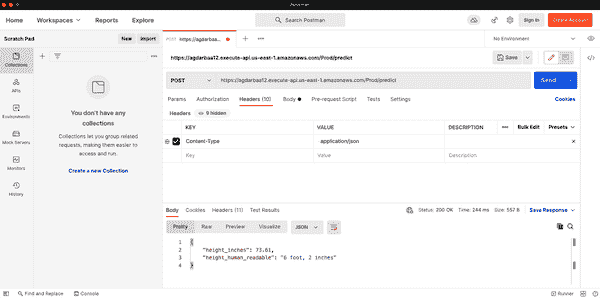 Home Workspaces Reports Explore Search Postman Sign In Create Account
Scratch Pad New Import POST https://agdarbaa12.execute-api.us-east-1.amazonaws.com/Prod/predict No Environment
https://agdarbaa12.execute-api.us-east-1.amazonaws.com/Prod/predict Save
POST https://agdarbaa12.execute-api.us-east-1.amazonaws.com/Prod/predict Send
Collections
APIs
Environments
Mock Servers
Monitors
History
You don't have any
collections
Collections let you group related
requests, making them easier to
access and run.
Create a new Collection
Params Authorization Headers (10) Body Pre-request Script Tests Settings Cookies
Headers 9 hidden
KEY VALUE DESCRIPTION Bulk Edit Presets
Content-Type application/json
Key Value Description
Body Cookies Headers (11) Test Results Status: 200 OK Time: 244 ms Size: 557 B Save Response
Pretty Raw Preview Visualize JSON
1 {
2 "height_inches": 73.61,
3 "height_human_readable": "6 foot, 2 inches"
4 }
Find and Replace Console Runner